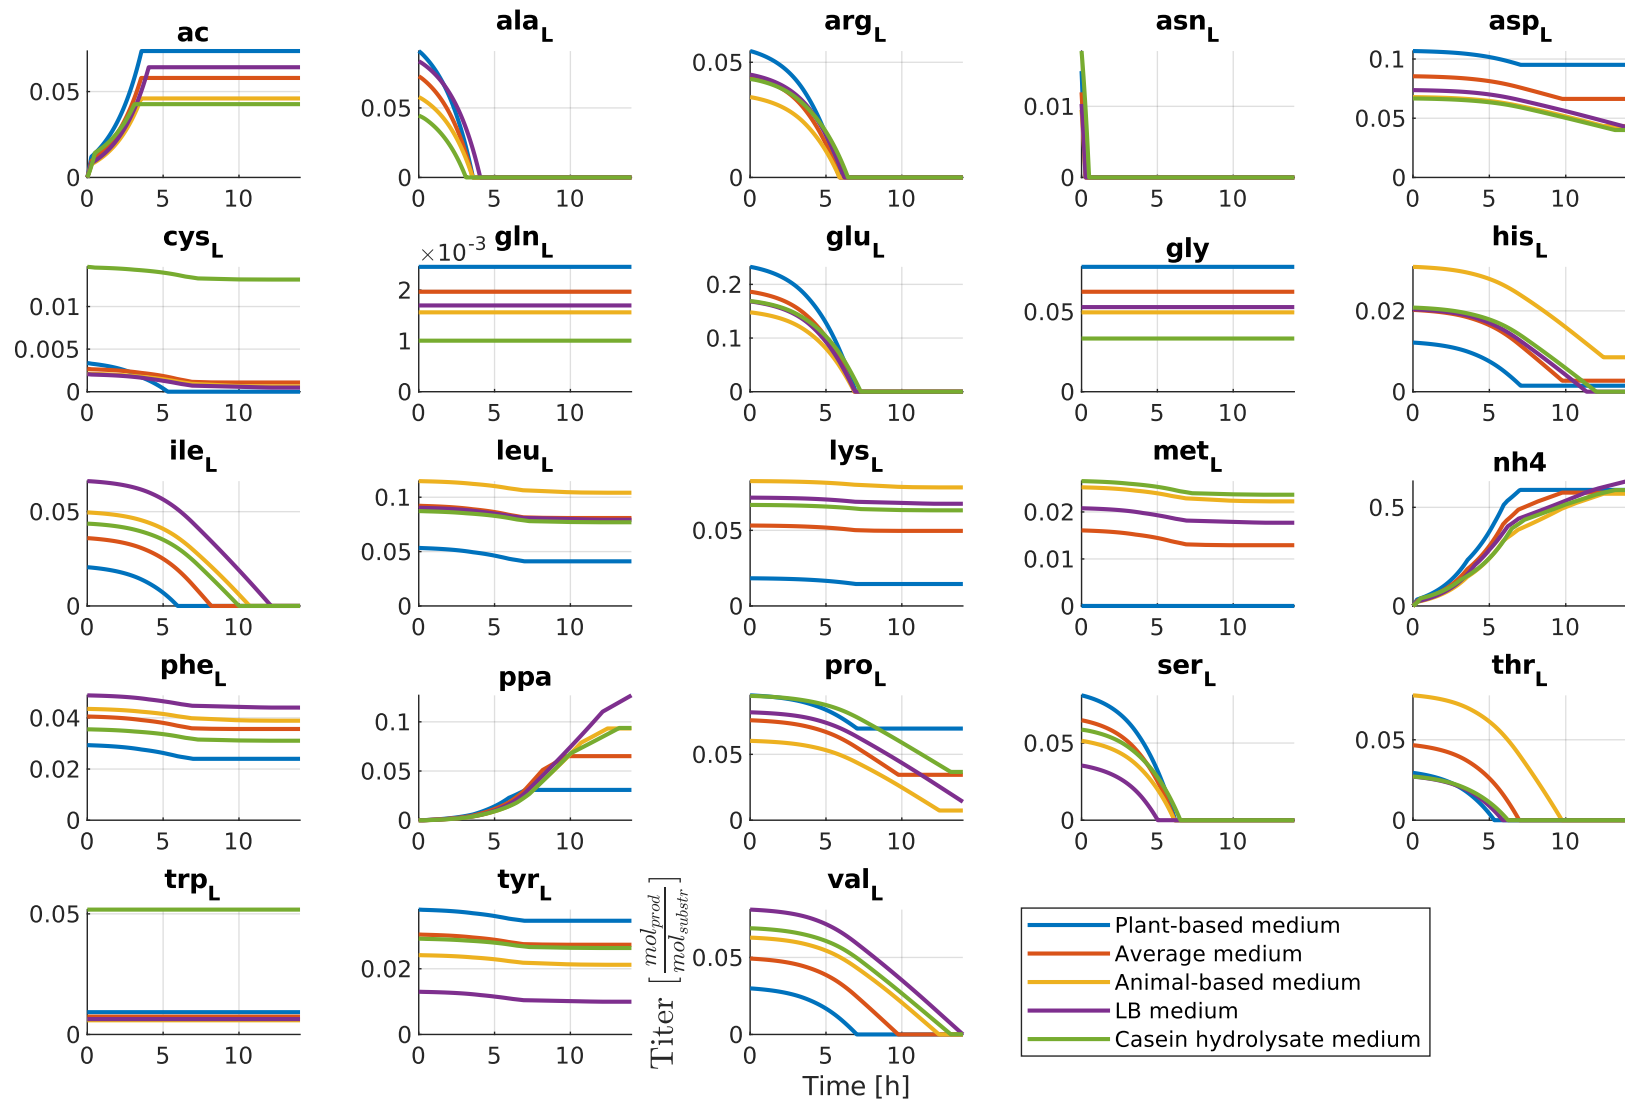 ac
0.05
0
0 5 10
ala_L
0.05
0
0 5 10
arg_L
0.05
0
0 5 10
asn_L
0.01
0
0 5 10
asp_L
0.1
0.05
0
0 5 10
cys_L
0.01
0.005
0
0 5 10
×10^-3 gln_L
2
1
0
0 5 10
glu_L
0.2
0.1
0
0 5 10
gly
0.05
0
0 5 10
his_L
0.02
0
0 5 10
ile_L
0.05
0
0 5 10
leu_L
0.1
0.05
0
0 5 10
lys_L
0.05
0
0 5 10
met_L
0.02
0.01
0
0 5 10
nh4
0.5
0
0 5 10
phe_L
0.04
0.02
0
0 5 10
ppa
0.1
0.05
0
0 5 10
pro_L
0.05
0
0 5 10
ser_L
0.05
0
0 5 10
thr_L
0.05
0
0 5 10
trp_L
0.05
0
0 5 10
tyr_L
0.02
0
0 5 10
Titer [mol_prod/mol_substr]
val_L
0.05
0
0 5 10
Time [h]
Plant-based medium
Average medium
Animal-based medium
LB medium
Casein hydrolysate medium